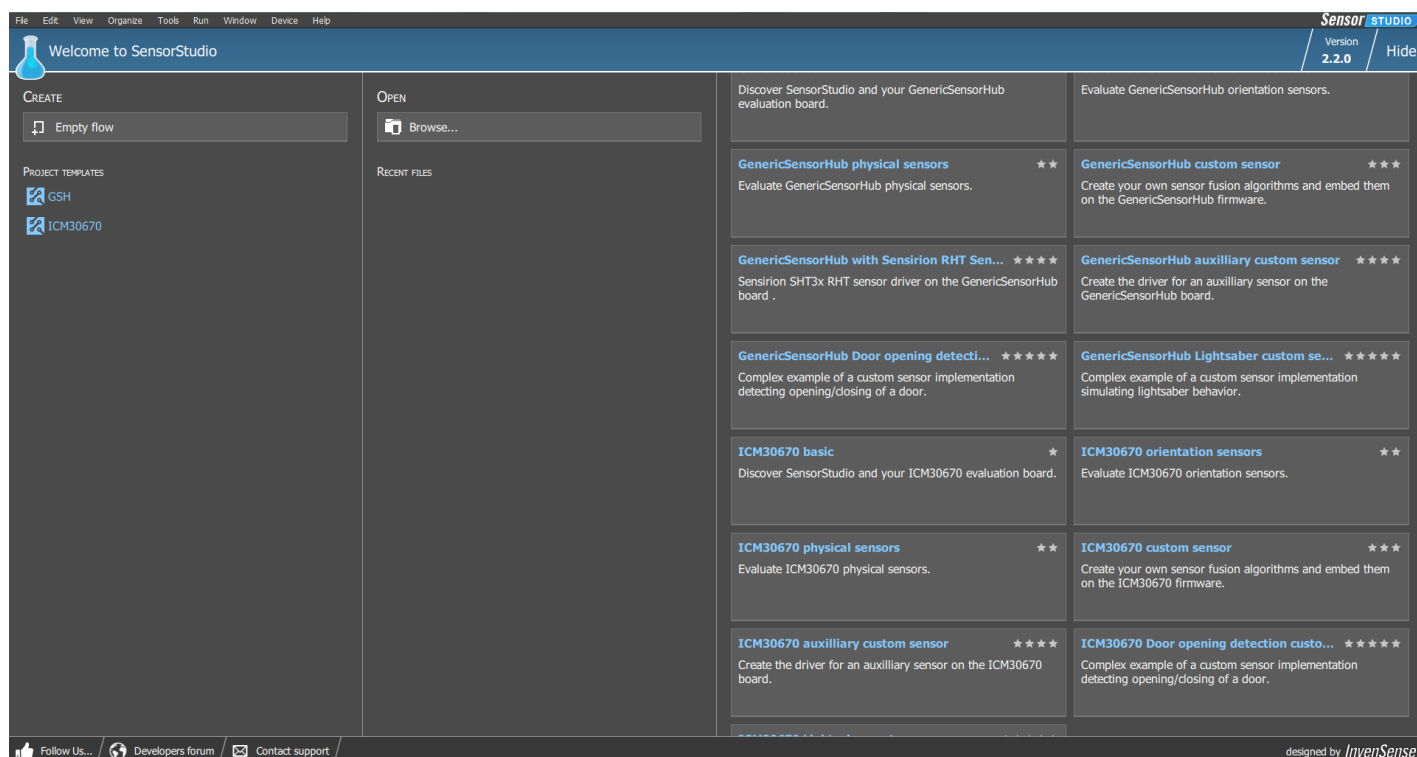 File Edit View Organize Tools Run Window Device Help
Sensor STUDIO
Welcome to SensorStudio
Version
2.2.0
Hide
CREATE
Empty flow
PROJECT TEMPLATES
GSH
ICM30670
OPEN
Browse...
RECENT FILES
Discover SensorStudio and your GenericSensorHub
evaluation board.
Evaluate GenericSensorHub orientation sensors.
GenericSensorHub physical sensors ★★
Evaluate GenericSensorHub physical sensors.
GenericSensorHub custom sensor ★★★
Create your own sensor fusion algorithms and embed them
on the GenericSensorHub firmware.
GenericSensorHub with Sensirion RHT Sen... ★★★★
Sensirion SHT3x RHT sensor driver on the GenericSensorHub
board .
GenericSensorHub auxilliary custom sensor ★★★★
Create the driver for an auxilliary sensor on the
GenericSensorHub board.
GenericSensorHub Door opening detecti... ★★★★★
Complex example of a custom sensor implementation
detecting opening/closing of a door.
GenericSensorHub Lightsaber custom se... ★★★★★
Complex example of a custom sensor implementation
simulating lightsaber behavior.
ICM30670 basic ★
Discover SensorStudio and your ICM30670 evaluation board.
ICM30670 orientation sensors ★★
Evaluate ICM30670 orientation sensors.
ICM30670 physical sensors ★★
Evaluate ICM30670 physical sensors.
ICM30670 custom sensor ★★★
Create your own sensor fusion algorithms and embed them
on the ICM30670 firmware.
ICM30670 auxilliary custom sensor ★★★★
Create the driver for an auxilliary sensor on the ICM30670
board.
ICM30670 Door opening detection custo... ★★★★★
Complex example of a custom sensor implementation
detecting opening/closing of a door.
Follow Us... Developers forum Contact support
designed by InvenSense